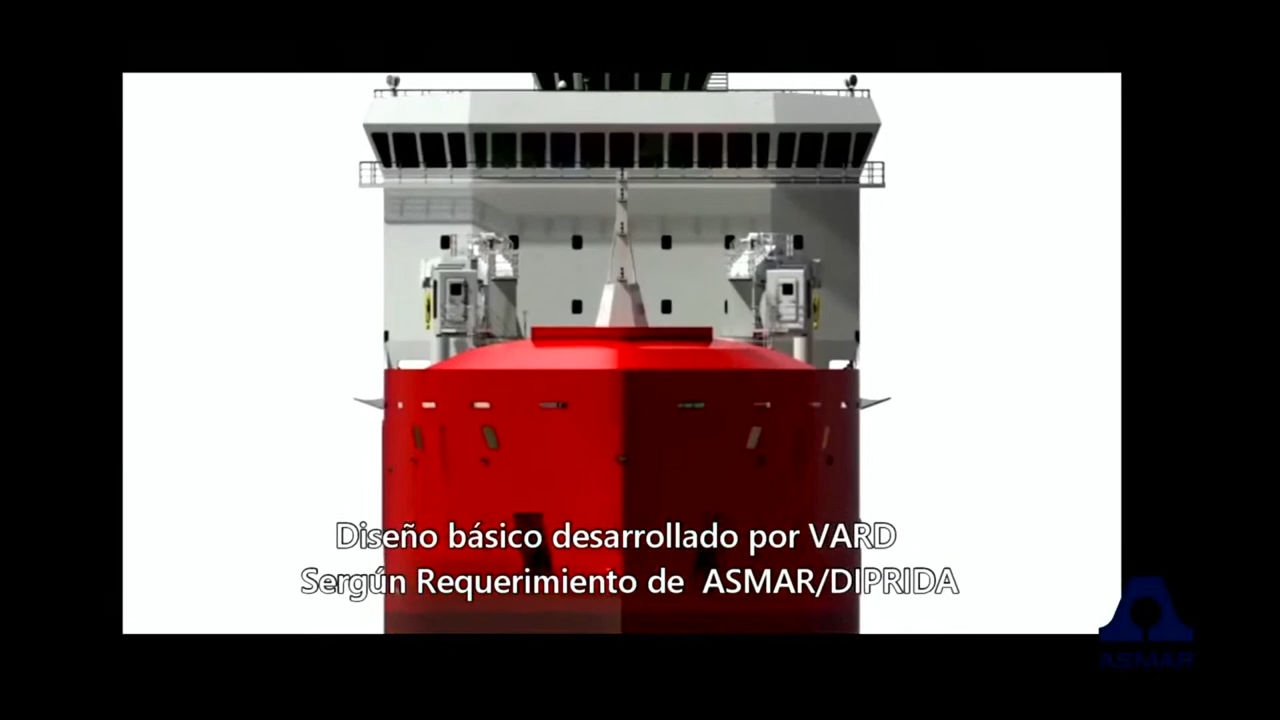 Diseño básico desarrollado por VARD
Sergún Requerimiento de ASMAR/DIPRIDA
ASMAR